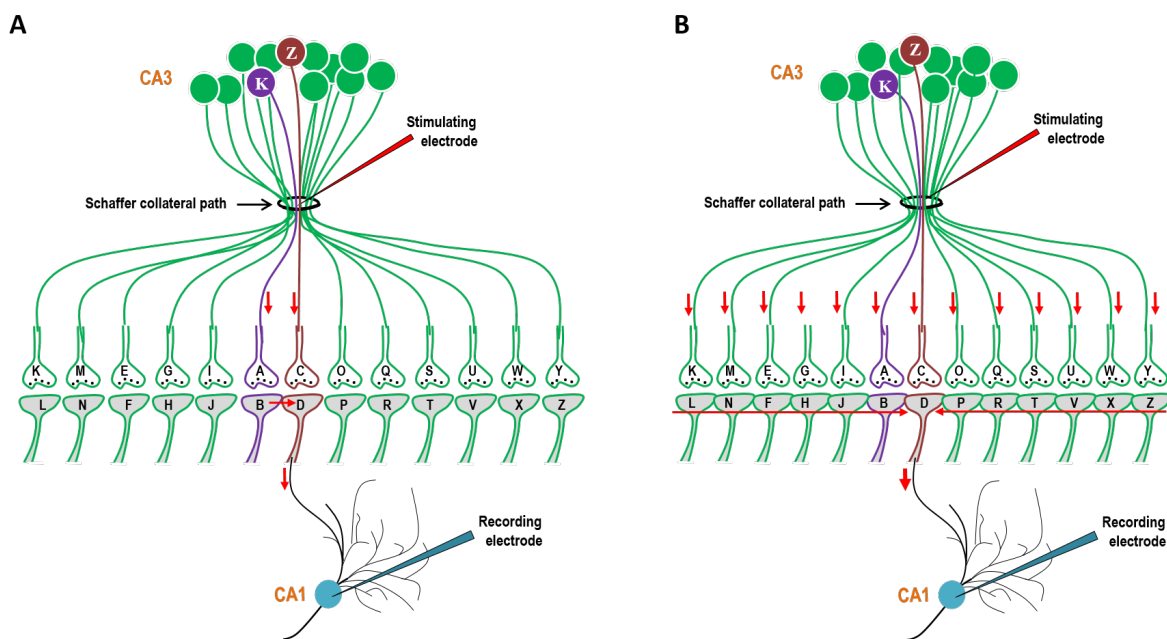 A
Z
CA3
K
Stimulating
electrode
Schaffer collateral path
K M E G I A C O Q S U W Y
L N F H J B D P R T V X Z
Recording
electrode
CA1
B
Z
CA3
K
Stimulating
electrode
Schaffer collateral path
K M E G I A C O Q S U W Y
L N F H J B D P R T V X Z
Recording
electrode
CA1